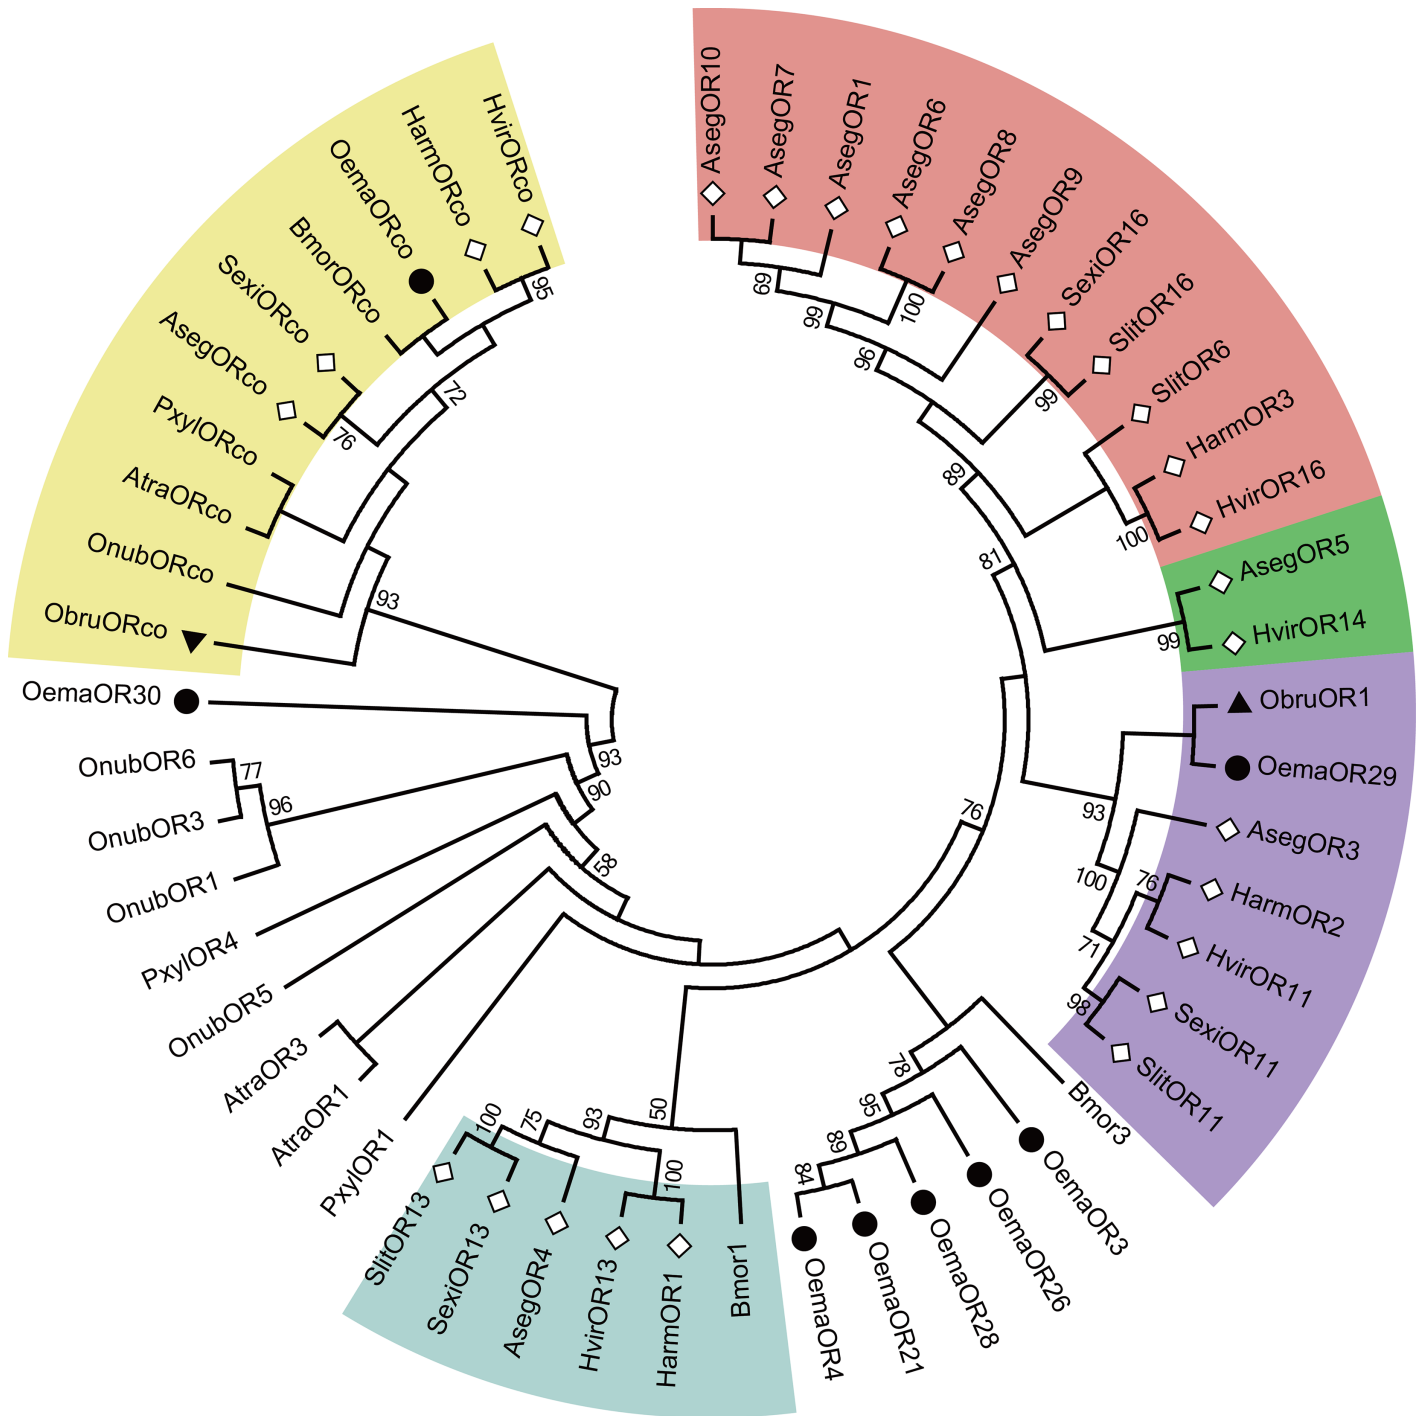 AsegOR10
AsegOR7
AsegOR1
AsegOR6
AsegOR8
AsegOR9
SexiOR16
SlitOR16
SlitOR6
HarmOR3
HvirOR16
AsegOR5
HvirOR14
ObruOR1
OemaOR29
AsegOR3
HarmOR2
HvirOR11
SexiOR11
SlitOR11
Bmor3
OemaOR3
OemaOR26
OemaOR28
OemaOR21
OemaOR4
Bmor1
HarmOR1
HvirOR13
AsegOR4
SexiOR13
SlitOR13
PxylOR1
AtraOR1
AtraOR3
OnubOR5
PxylOR4
OnubOR1
OnubOR3
OnubOR6
OemaOR30
ObruORco
OnubORco
AtraORco
PxylORco
AsegORco
SexiORco
BmorORco
OemaORco
HarmORco
HvirORco
69
99
100
96
99
89
100
81
99
93
100
76
71
98
76
78
95
89
84
50
100
93
75
100
58
90
93
96
77
93
76
72
95